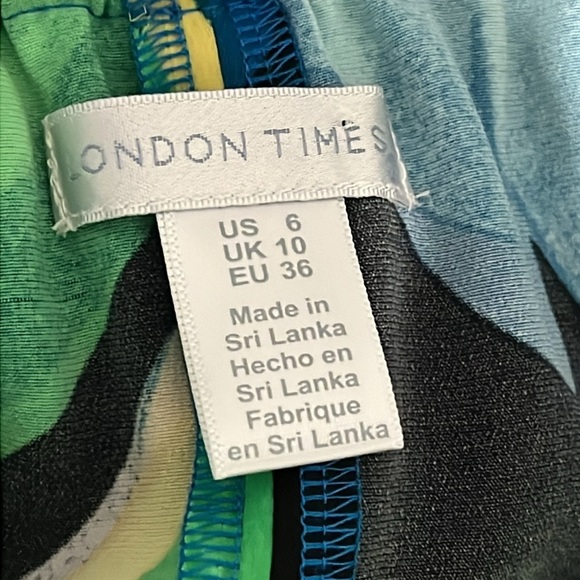 LONDON TIMES
US 6
UK 10
EU 36
Made in
Sri Lanka
Hecho en
Sri Lanka
Fabrique
en Sri Lanka